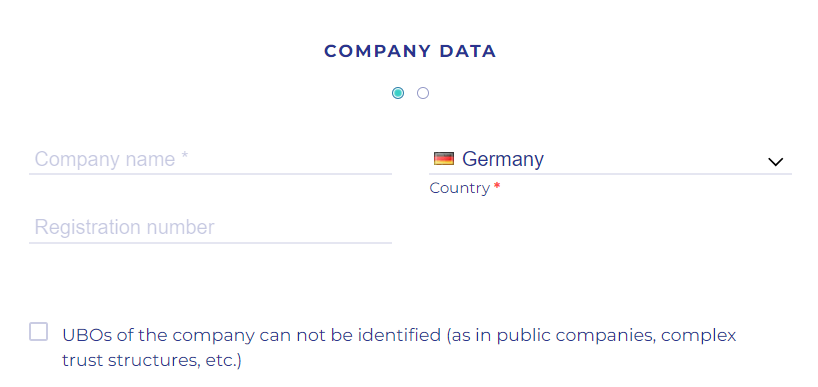 COMPANY DATA
Company name *
Germany
Country *
Registration number
UBOs of the company can not be identified (as in public companies, complex
trust structures, etc.)